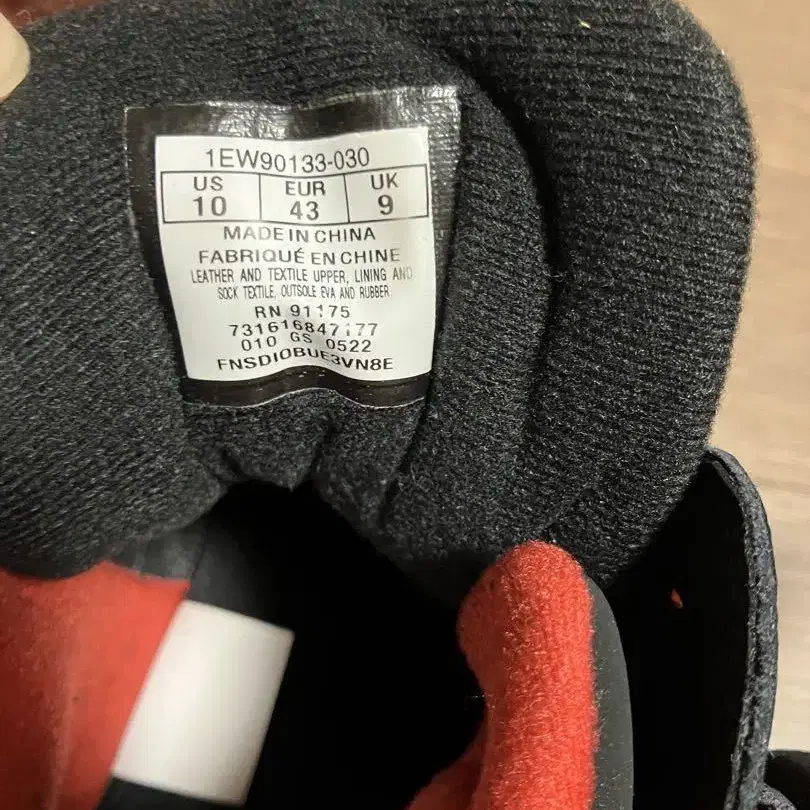 1EW90133-030
US EUR UK
10 43 9
MADE IN CHINA
FABRIQUÉ EN CHINE
LEATHER AND TEXTILE UPPER, LINING AND
SOCK TEXTILE, OUTSOLE EVA AND RUBBER
RN 91175
731616847177
010 GS 0522
FNSDIOBUE3VN8E